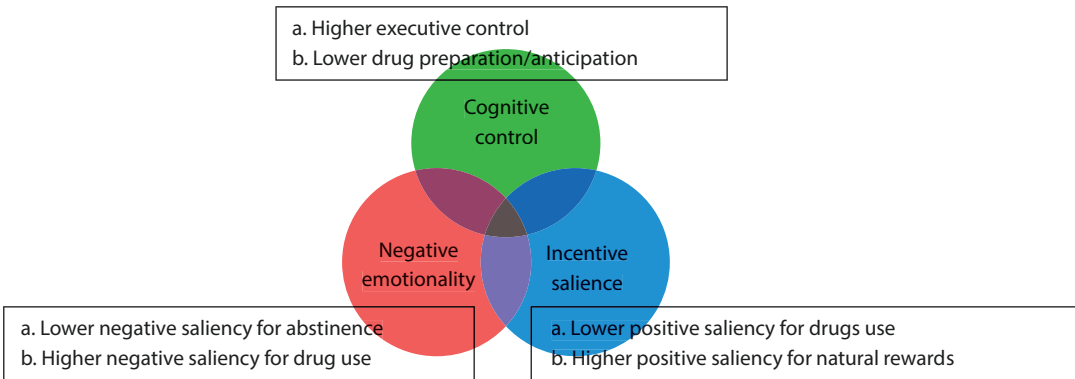 a. Higher executive control
b. Lower drug preparation/anticipation
Cognitive
control
Negative
emotionality
Incentive
salience
a. Lower negative saliency for abstinence
b. Higher negative saliency for drug use
a. Lower positive saliency for drugs use
b. Higher positive saliency for natural rewards